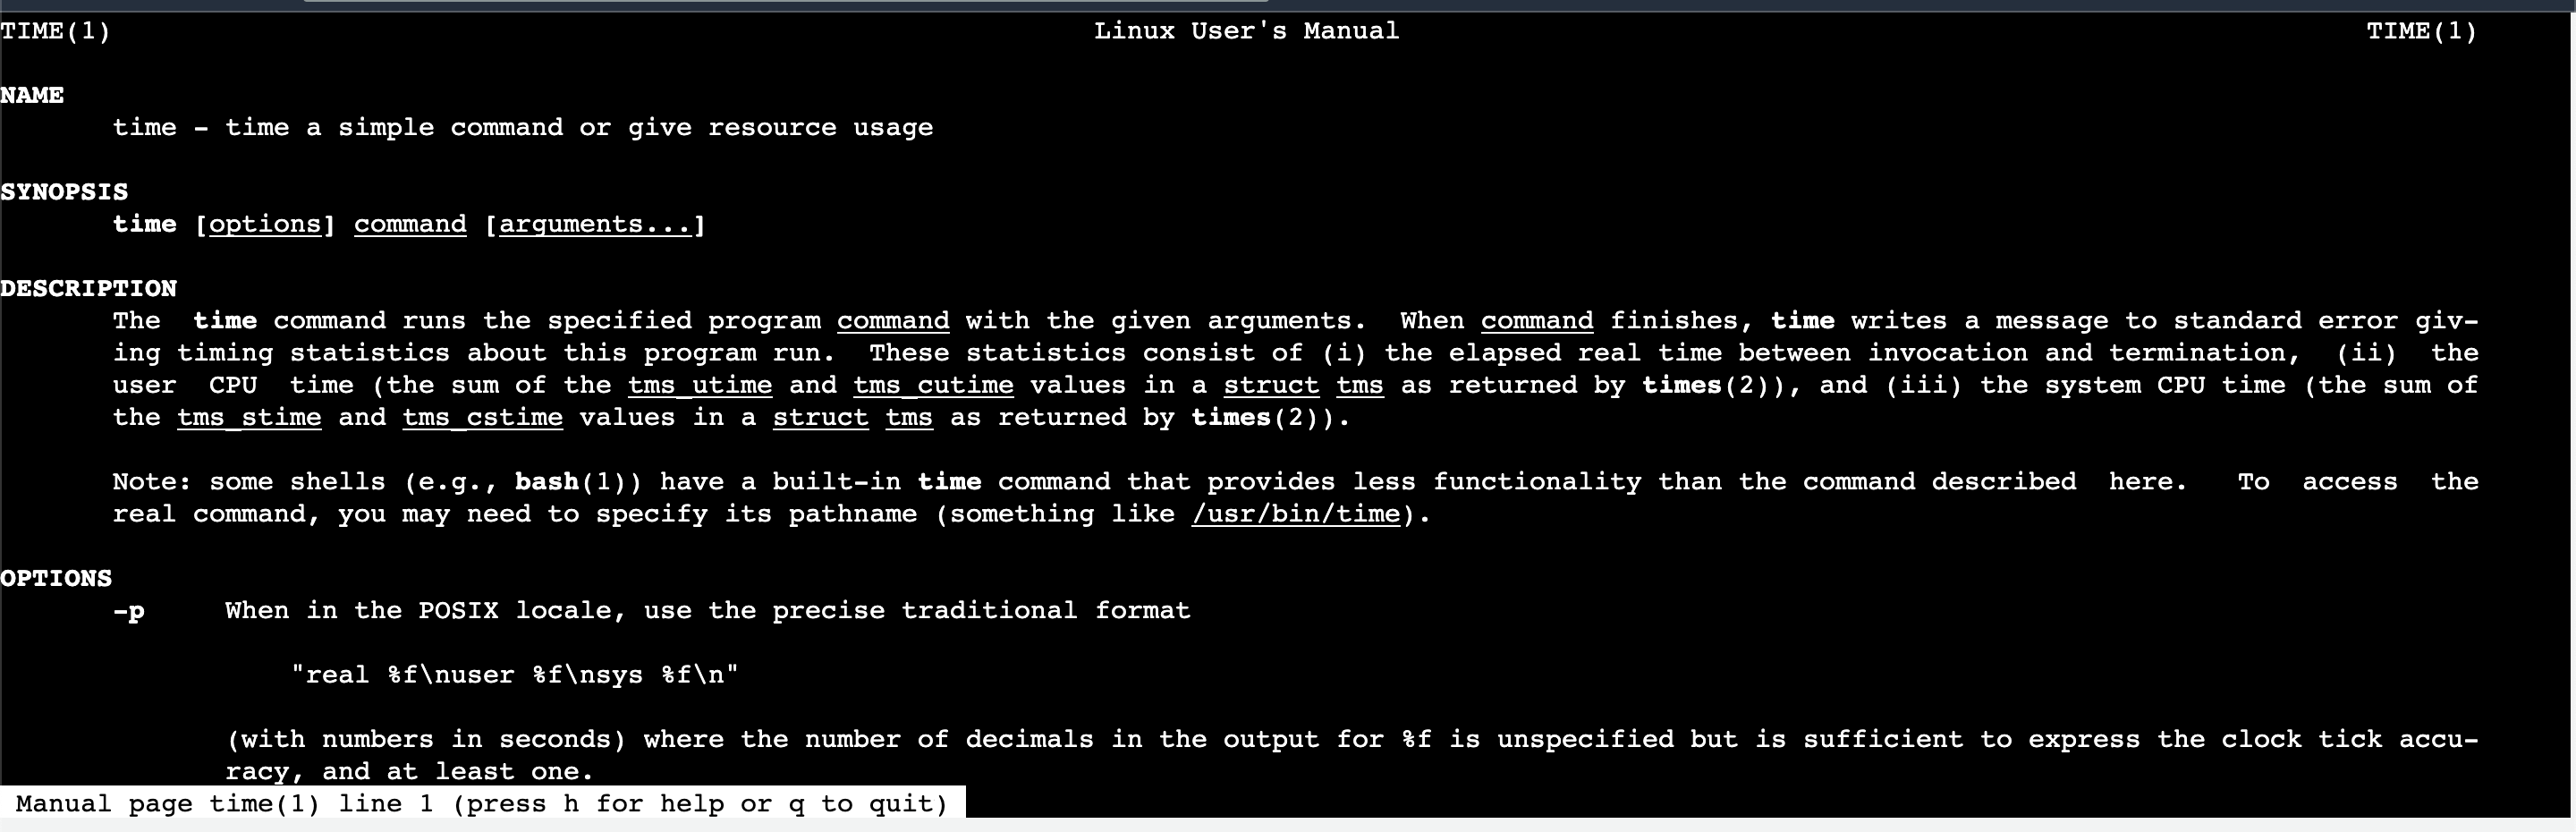 TIME(1) Linux User's Manual TIME(1)
NAME
time - time a simple command or give resource usage
SYNOPSIS
time [options] command [arguments...]
DESCRIPTION
The time command runs the specified program command with the given arguments. When command finishes, time writes a message to standard error giv-
ing timing statistics about this program run. These statistics consist of (i) the elapsed real time between invocation and termination, (ii) the
user CPU time (the sum of the tms_utime and tms_cutime values in a struct tms as returned by times(2)), and (iii) the system CPU time (the sum of
the tms_stime and tms_cstime values in a struct tms as returned by times(2)).
Note: some shells (e.g., bash(1)) have a built-in time command that provides less functionality than the command described here. To access the
real command, you may need to specify its pathname (something like /usr/bin/time).
OPTIONS
-p When in the POSIX locale, use the precise traditional format
"real %f\nuser %f\nsys %f\n"
(with numbers in seconds) where the number of decimals in the output for %f is unspecified but is sufficient to express the clock tick accu-
racy, and at least one.
Manual page time(1) line 1 (press h for help or q to quit)